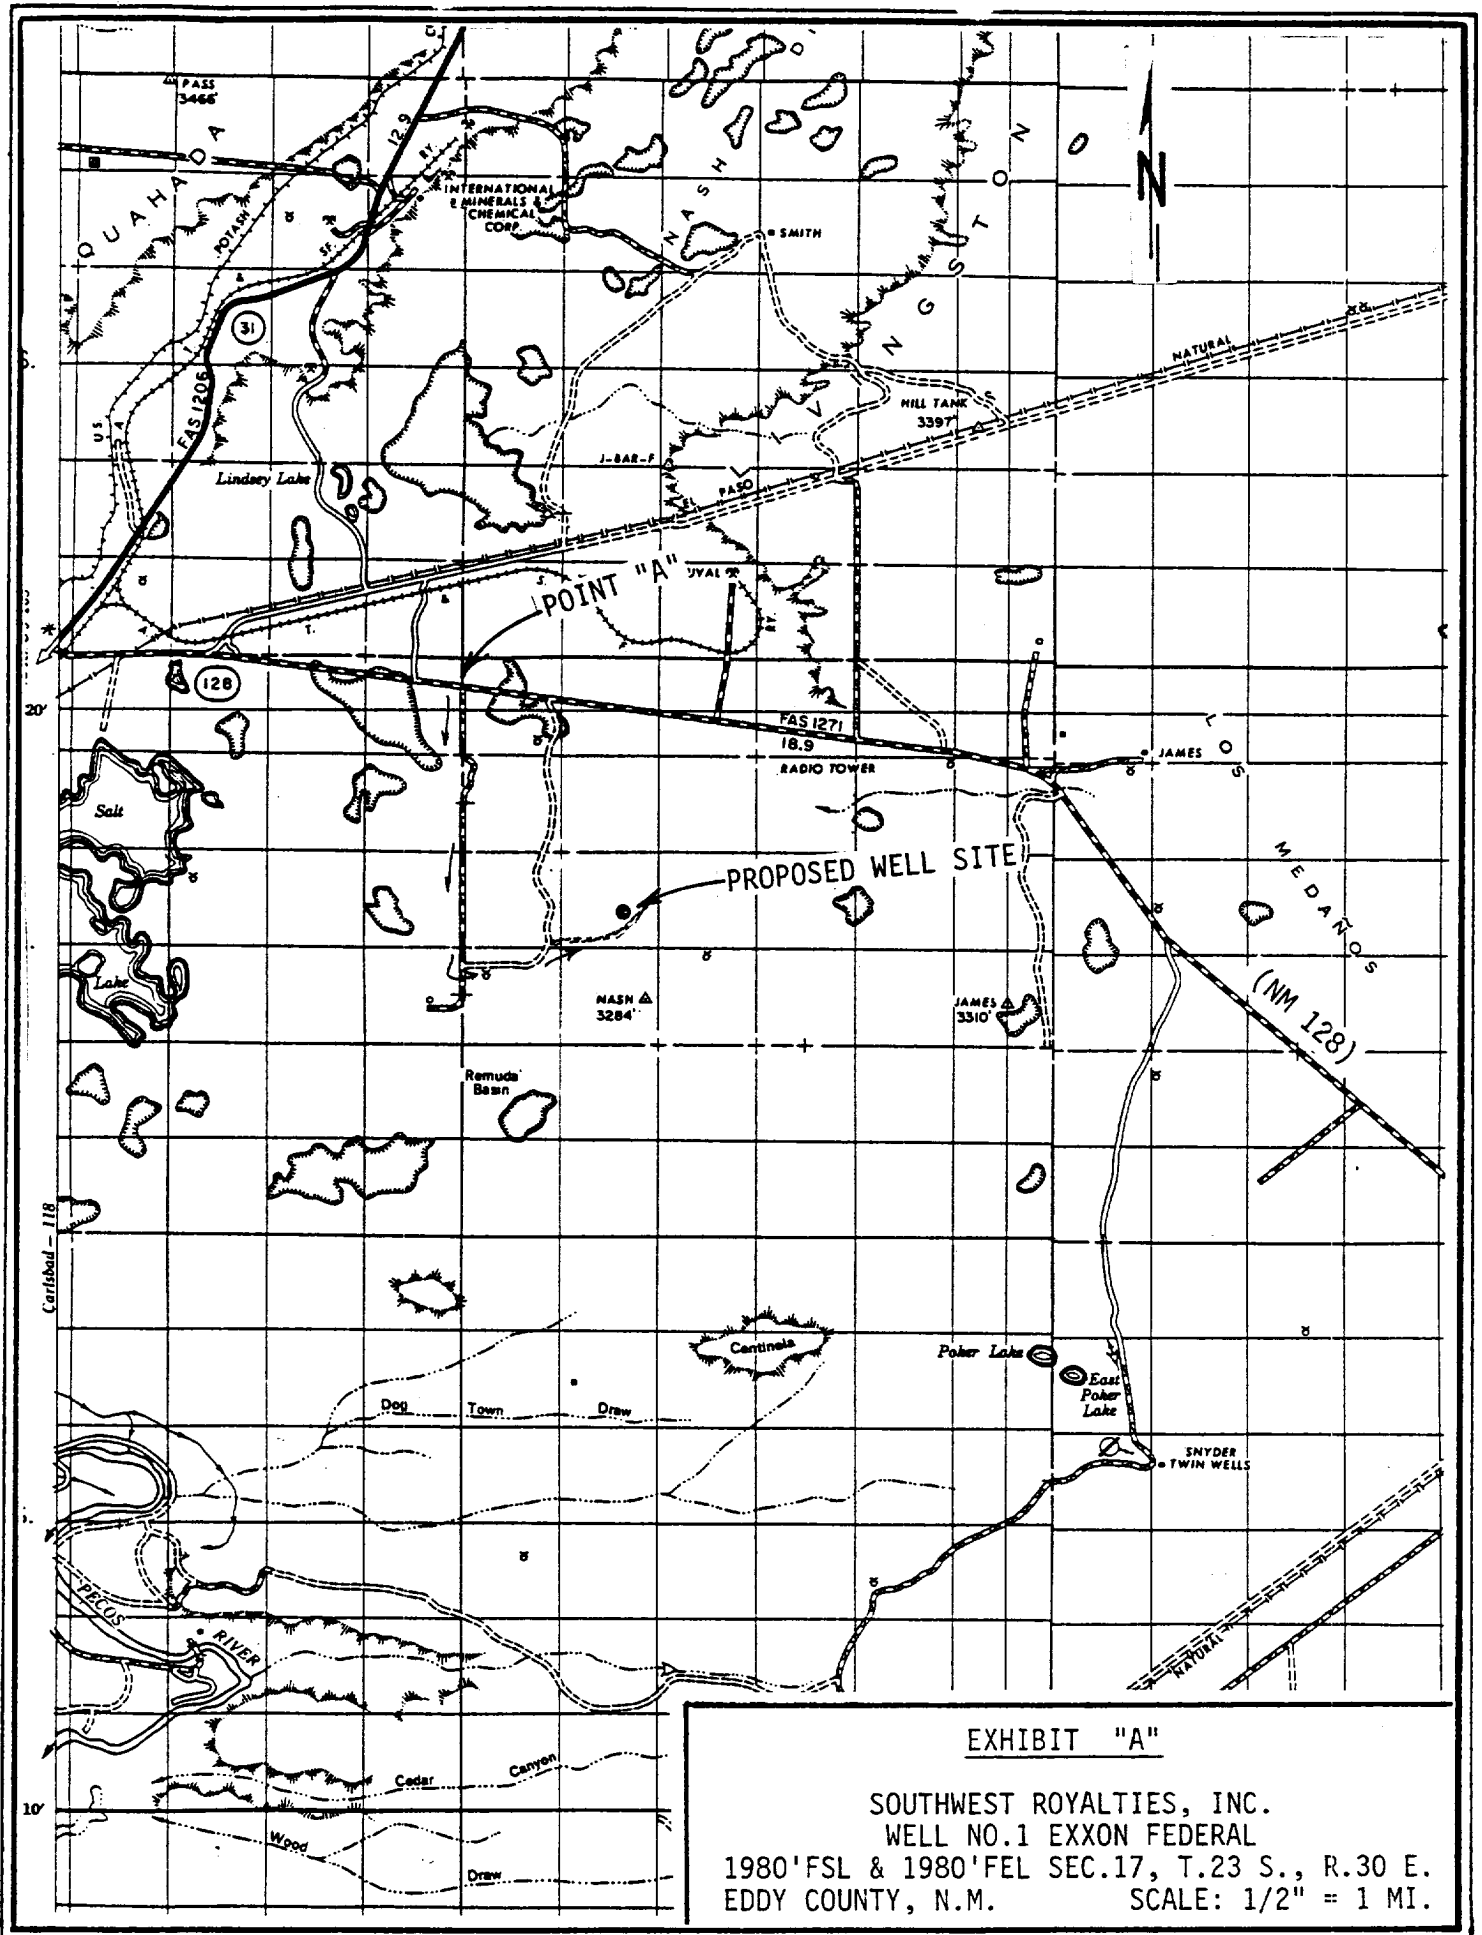 PASS
3466'
12.9
QUAHADA
RY.
INTERNATIONAL
MINERALS &
CHEMICAL
CORP.
POTASH
&
SF.
NASH
SMITH
N
LIVINGSTON
31
NATURAL
HILL TANK
3397'
US
A
FAS 1206
Lindsey Lake
J-BAR-F
EL PASO
POINT "A"
S.
&
T.
A.
RY.
128
20'
FAS 1271
18.9
RADIO TOWER
JAMES
LOS
MEDAÑOS
Salt
Lake
PROPOSED WELL SITE
NASH
3284'
JAMES
3310'
(NM 128)
Remuda
Basin
Carlsbad - 118
Centinela
Poker Lake
East
Poker
Lake
Dog Town Draw
SNYDER
TWIN WELLS
PECOS
RIVER
NATURAL
Cedar Canyon
10'
Wood
Draw
EXHIBIT "A"
SOUTHWEST ROYALTIES, INC.
WELL NO.1 EXXON FEDERAL
1980'FSL & 1980'FEL SEC.17, T.23 S., R.30 E.
EDDY COUNTY, N.M. SCALE: 1/2" = 1 MI.